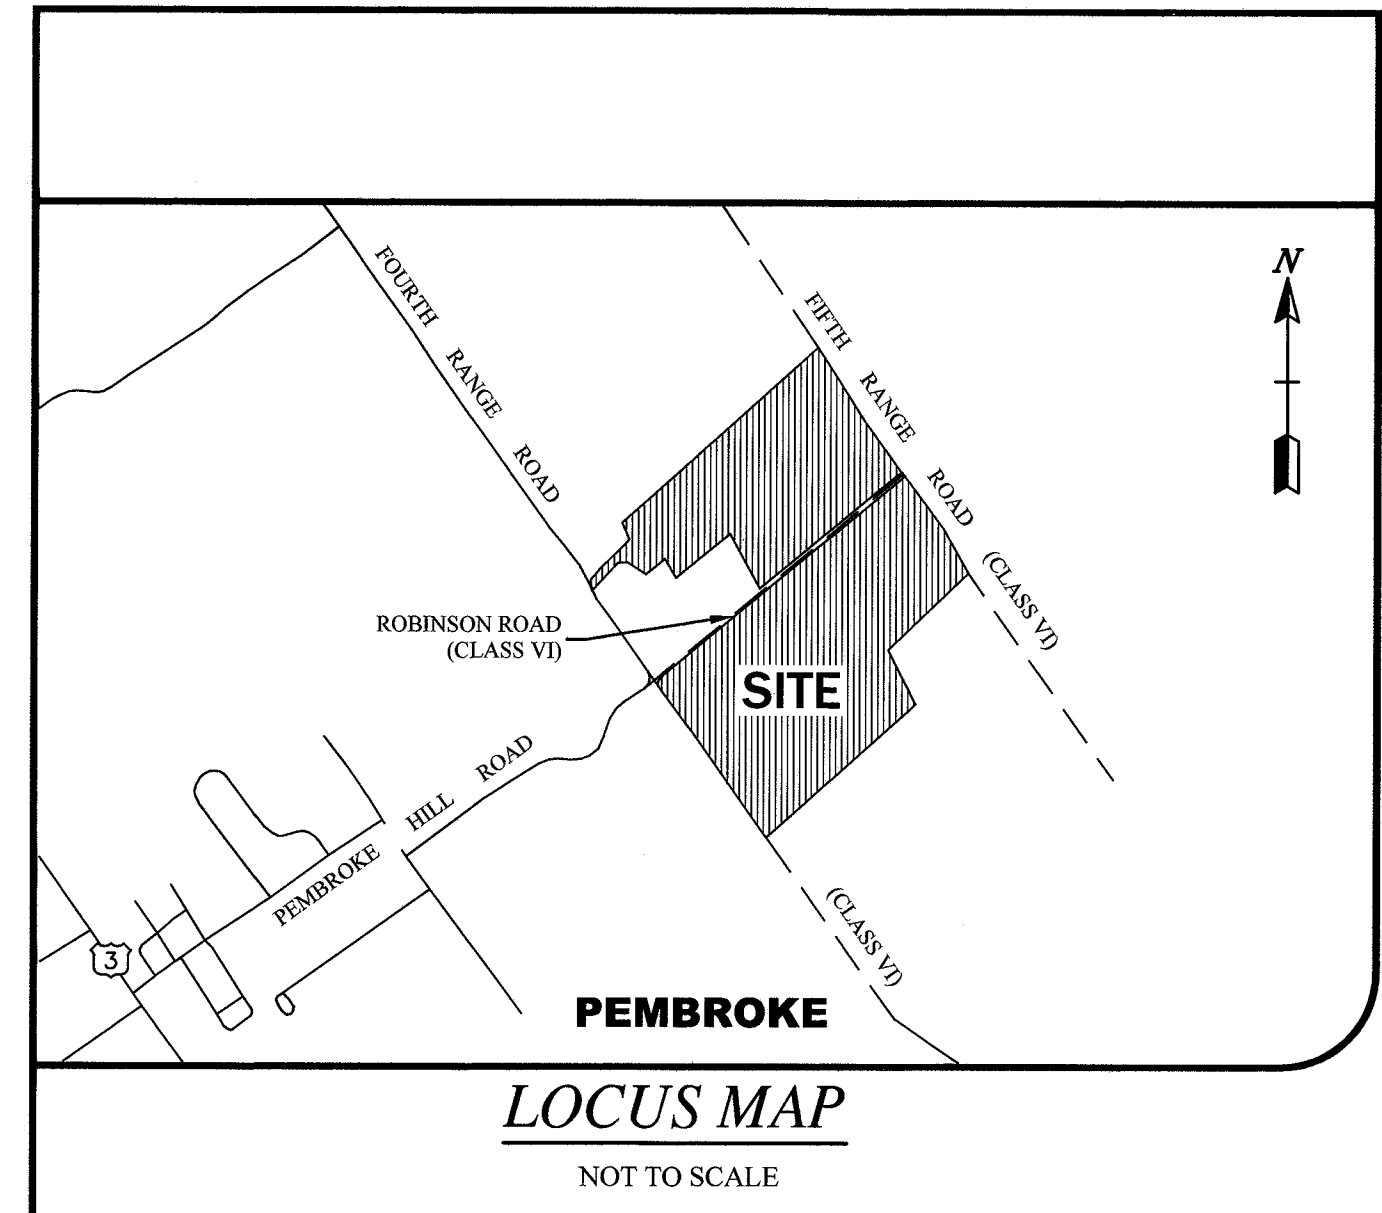 N
FOURTH RANGE ROAD
FIFTH RANGE ROAD (CLASS VI)
ROBINSON ROAD
(CLASS VI)
SITE
PEMBROKE HILL ROAD
3
(CLASS VI)
PEMBROKE
LOCUS MAP
NOT TO SCALE